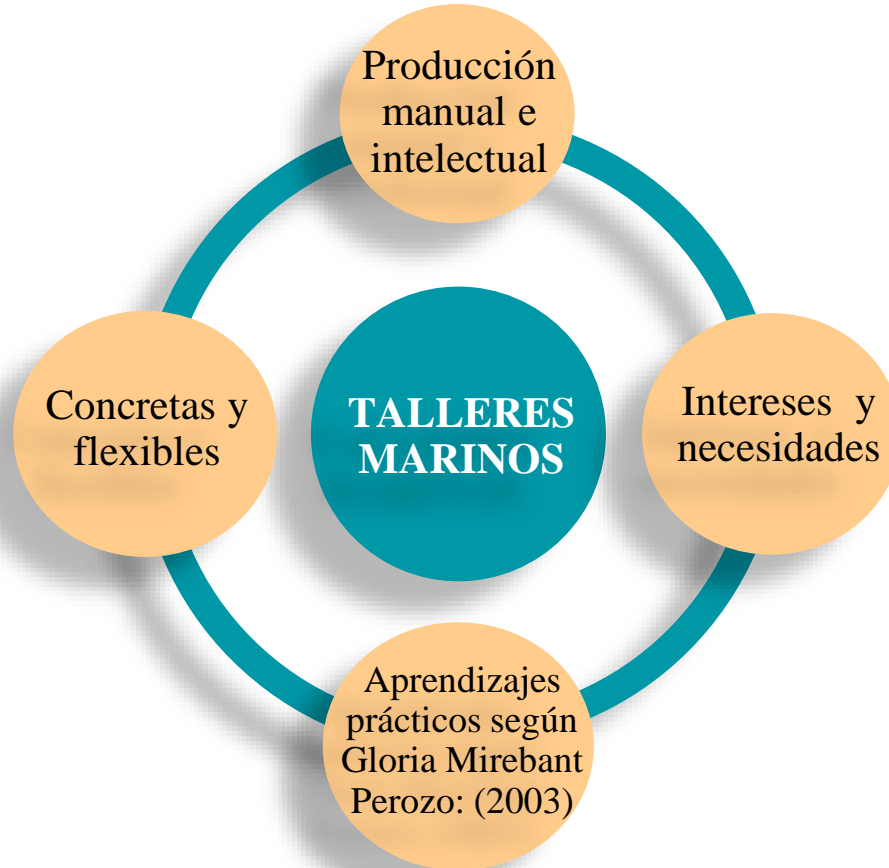 Producción
manual e
intelectual
Concretas y
flexibles
TALLERES
MARINOS
Intereses y
necesidades
Aprendizajes
prácticos según
Gloria Mirebant
Perozo: (2003)